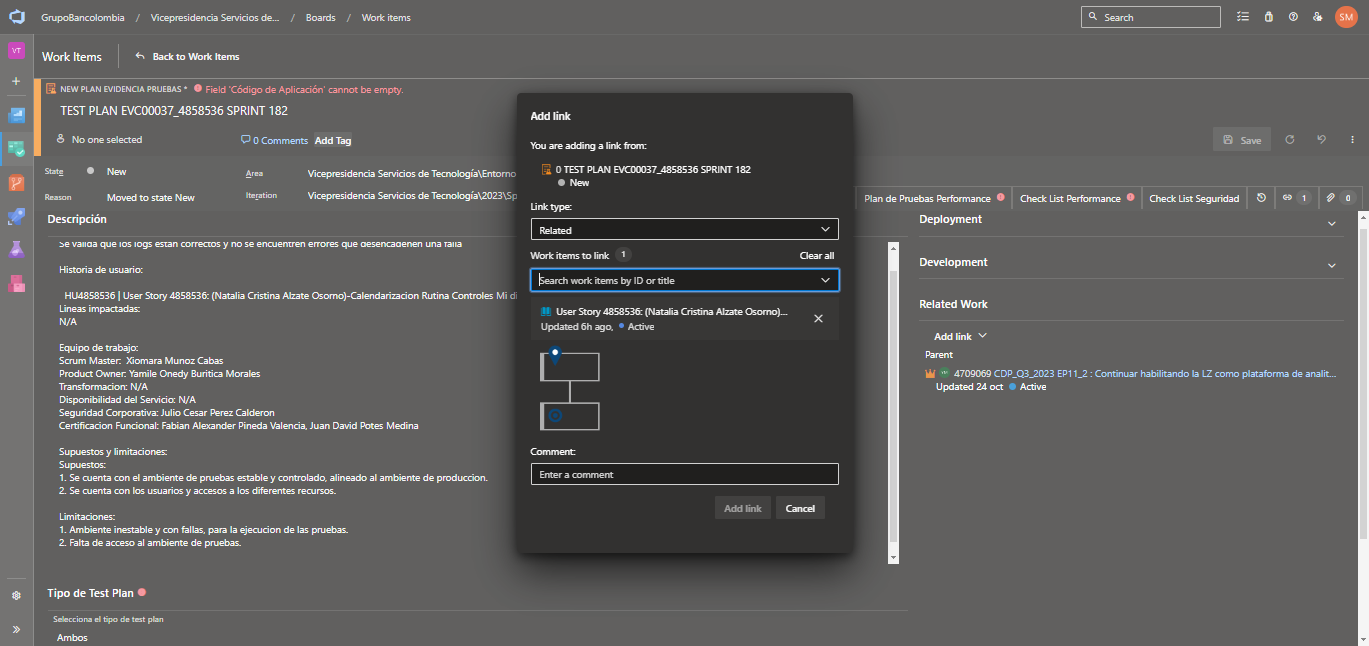 GrupoBancolombia / Vicepresidencia Servicios de... / Boards / Work items
Search
SM
VT
Work Items
Back to Work Items
NEW PLAN EVIDENCIA PRUEBAS * Field 'Código de Aplicación' cannot be empty.
TEST PLAN EVC00037_4858536 SPRINT 182
No one selected
0 Comments
Add Tag
Save
State
New
Area
Vicepresidencia Servicios de Tecnología\Entorno
Reason
Moved to state New
Iteration
Vicepresidencia Servicios de Tecnología\2023\Sp
Plan de Pruebas Performance
Check List Performance
Check List Seguridad
1
0
Descripción
Se valida que los logs estan correctos y no se encuentren errores que desencadenen una falla
Historia de usuario:
HU4858536 | User Story 4858536: (Natalia Cristina Alzate Osorno)-Calendarizacion Rutina Controles Mi di
Lineas impactadas:
N/A
Equipo de trabajo:
Scrum Master: Xiomara Munoz Cabas
Product Owner: Yamile Onedy Buritica Morales
Transformacion: N/A
Disponibilidad del Servicio: N/A
Seguridad Corporativa: Julio Cesar Perez Calderon
Certificacion Funcional: Fabian Alexander Pineda Valencia, Juan David Potes Medina
Supuestos y limitaciones:
Supuestos:
1. Se cuenta con el ambiente de pruebas estable y controlado, alineado al ambiente de produccion.
2. Se cuenta con los usuarios y accesos a los diferentes recursos.
Limitaciones:
1. Ambiente inestable y con fallas, para la ejecucion de las pruebas.
2. Falta de acceso al ambiente de pruebas.
Tipo de Test Plan
Selecciona el tipo de test plan
Ambos
Add link
You are adding a link from:
0 TEST PLAN EVC00037_4858536 SPRINT 182
New
Link type:
Related
Work items to link 1
Clear all
Search work items by ID or title
User Story 4858536: (Natalia Cristina Alzate Osorno)...
Updated 6h ago, Active
Comment:
Enter a comment
Add link
Cancel
Deployment
Development
Related Work
Add link
Parent
4709069 CDP_Q3_2023 EP11_2 : Continuar habilitando la LZ como plataforma de analit...
Updated 24 oct Active